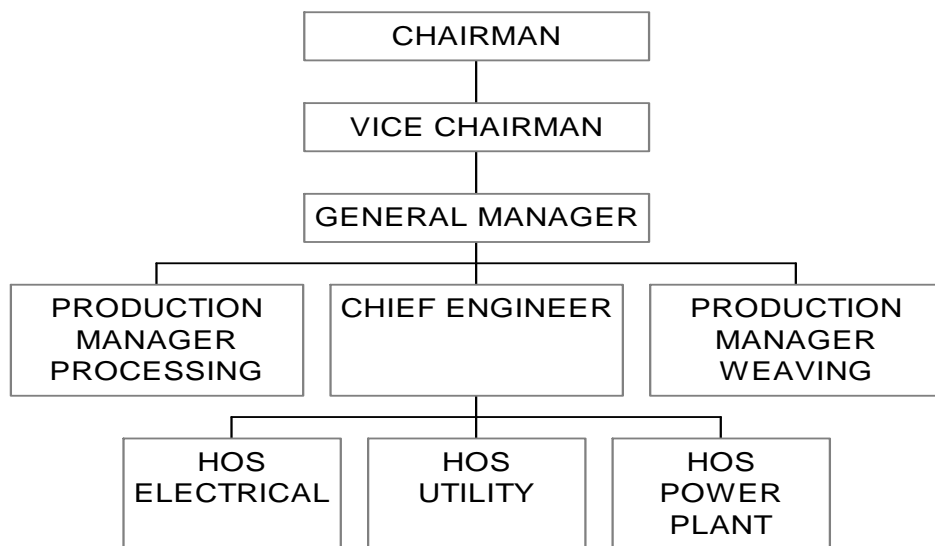 CHAIRMAN
VICE CHAIRMAN
GENERAL MANAGER
PRODUCTION
MANAGER
PROCESSING
CHIEF ENGINEER
PRODUCTION
MANAGER
WEAVING
HOS
ELECTRICAL
HOS
UTILITY
HOS
POWER
PLANT